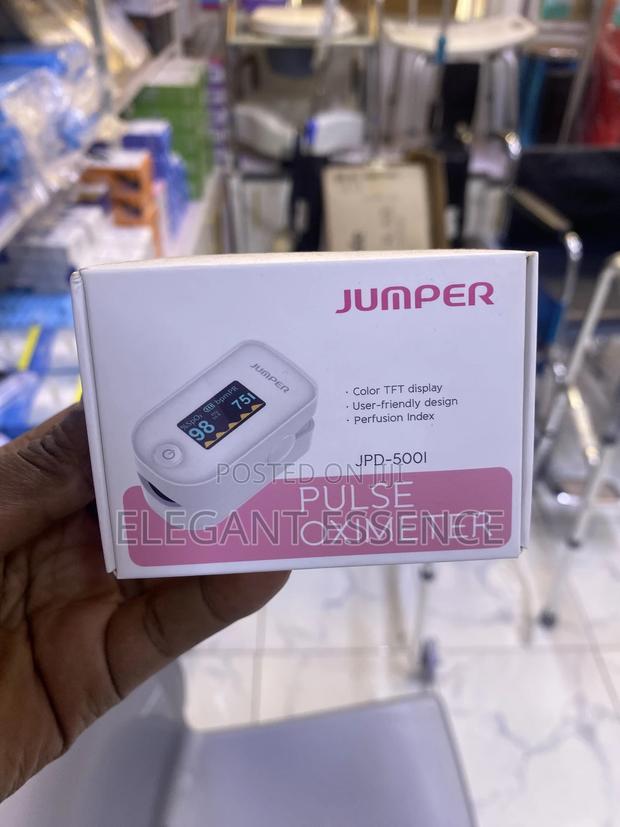 JUMPER
· Color TFT display
· User-friendly design
· Perfusion Index
JUMPER
%SpO₂
bpmPR
98
75
JPD-500I
POSTED ON JIJI
PULSE
OXIMETER
ELEGANT ESSENCE